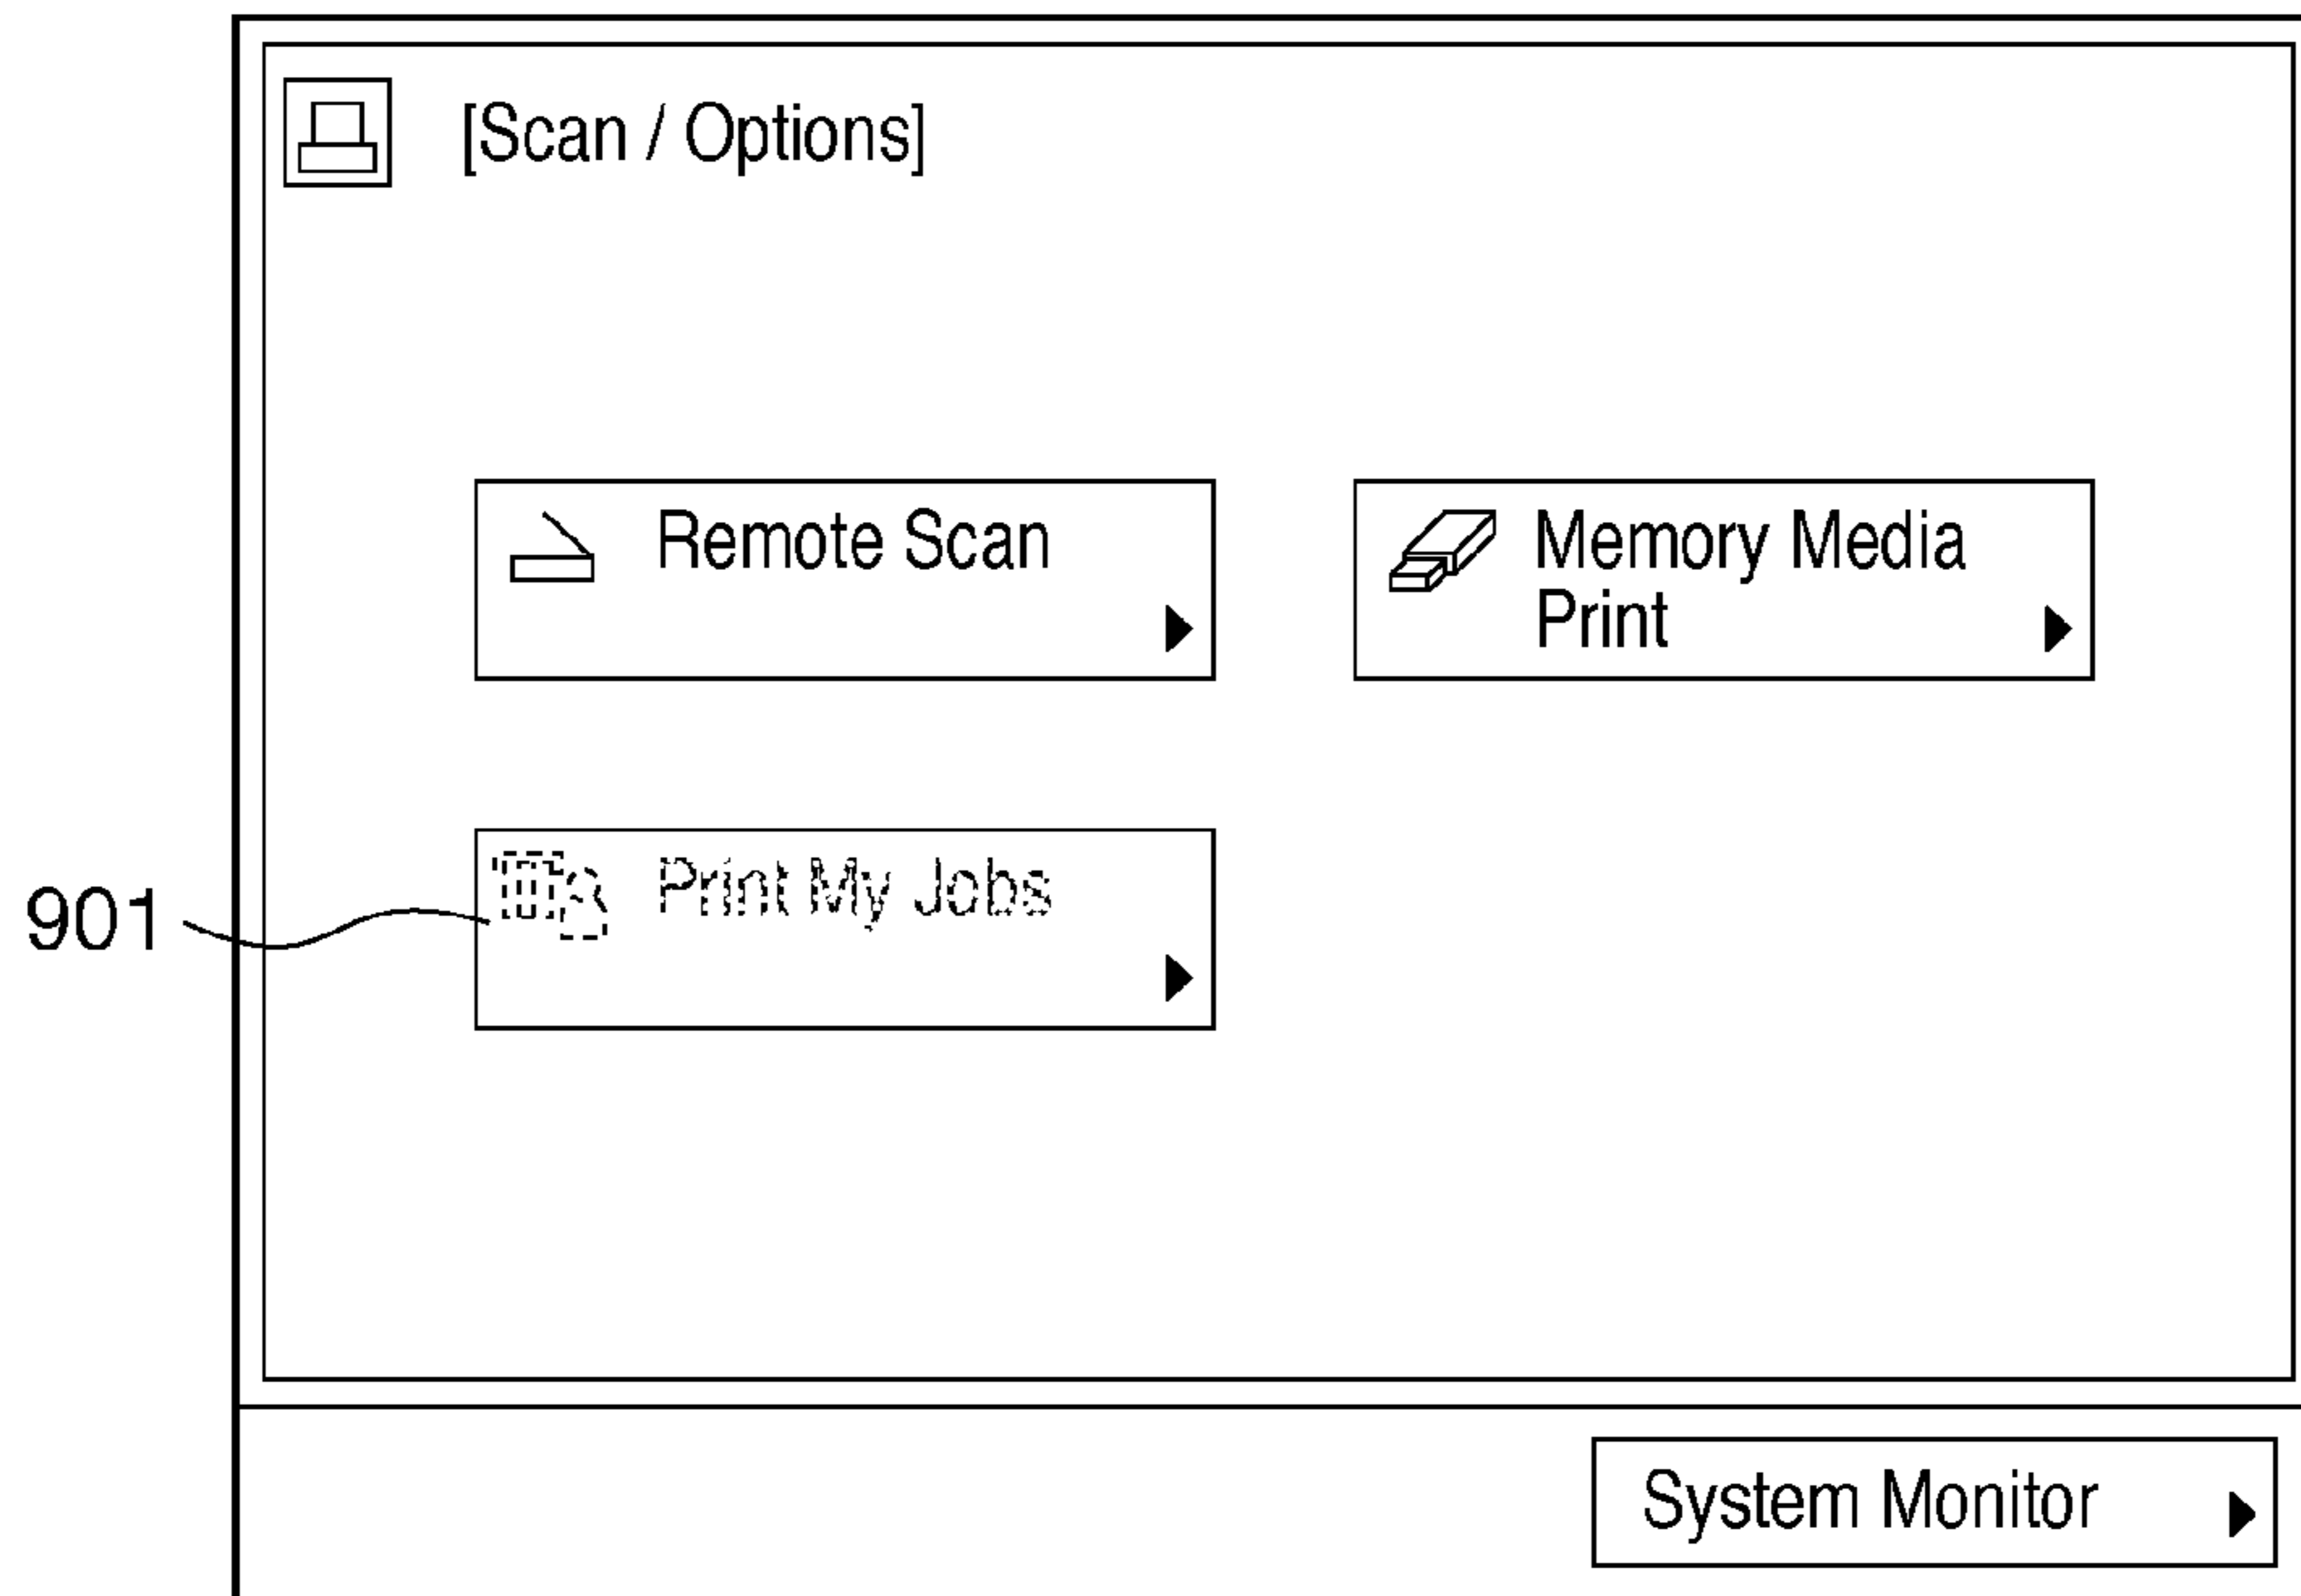 [Scan / Options]
Remote Scan
Memory Media
Print
901
Print My Jobs
System Monitor